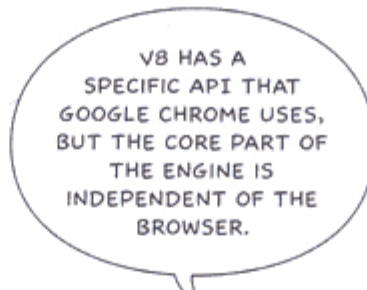 V8 HAS A
SPECIFIC API THAT
GOOGLE CHROME USES,
BUT THE CORE PART OF
THE ENGINE IS
INDEPENDENT OF THE
BROWSER.